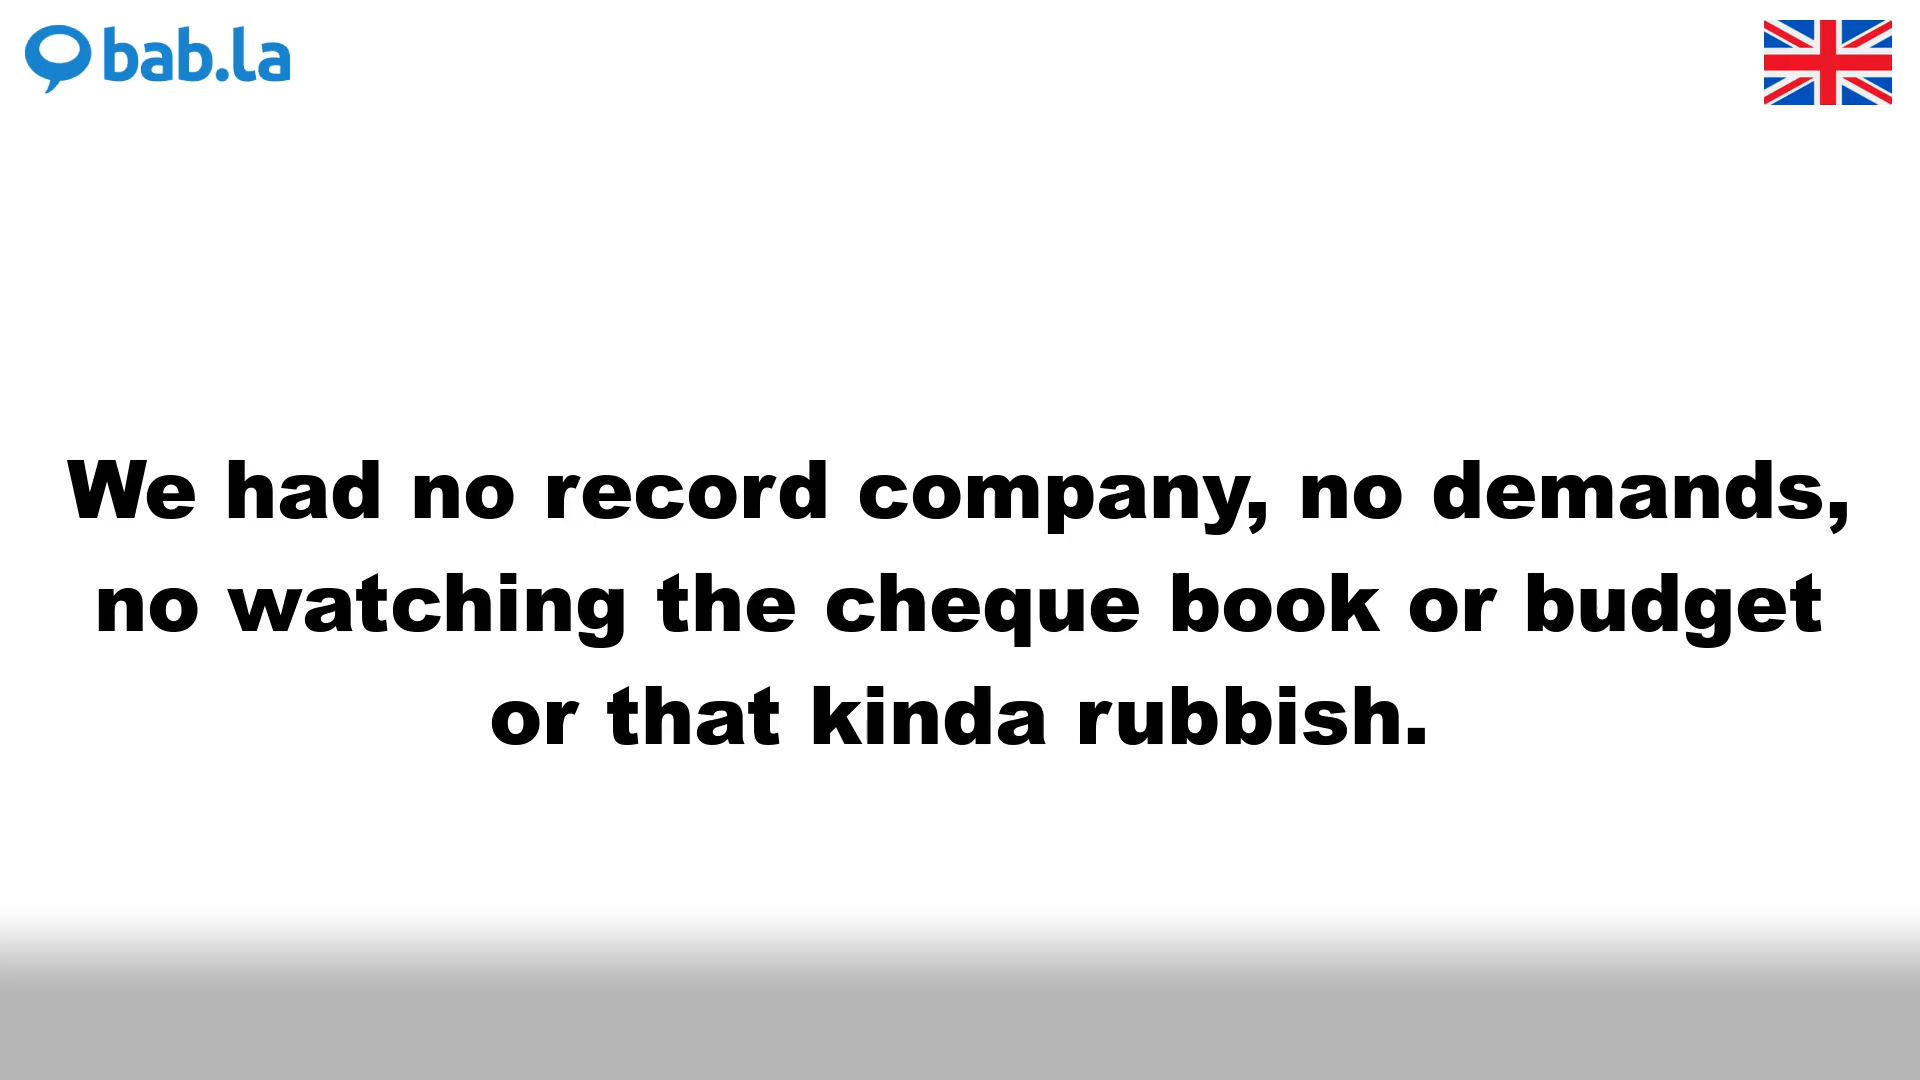 bab.la
We had no record company, no demands,
no watching the cheque book or budget
or that kinda rubbish.